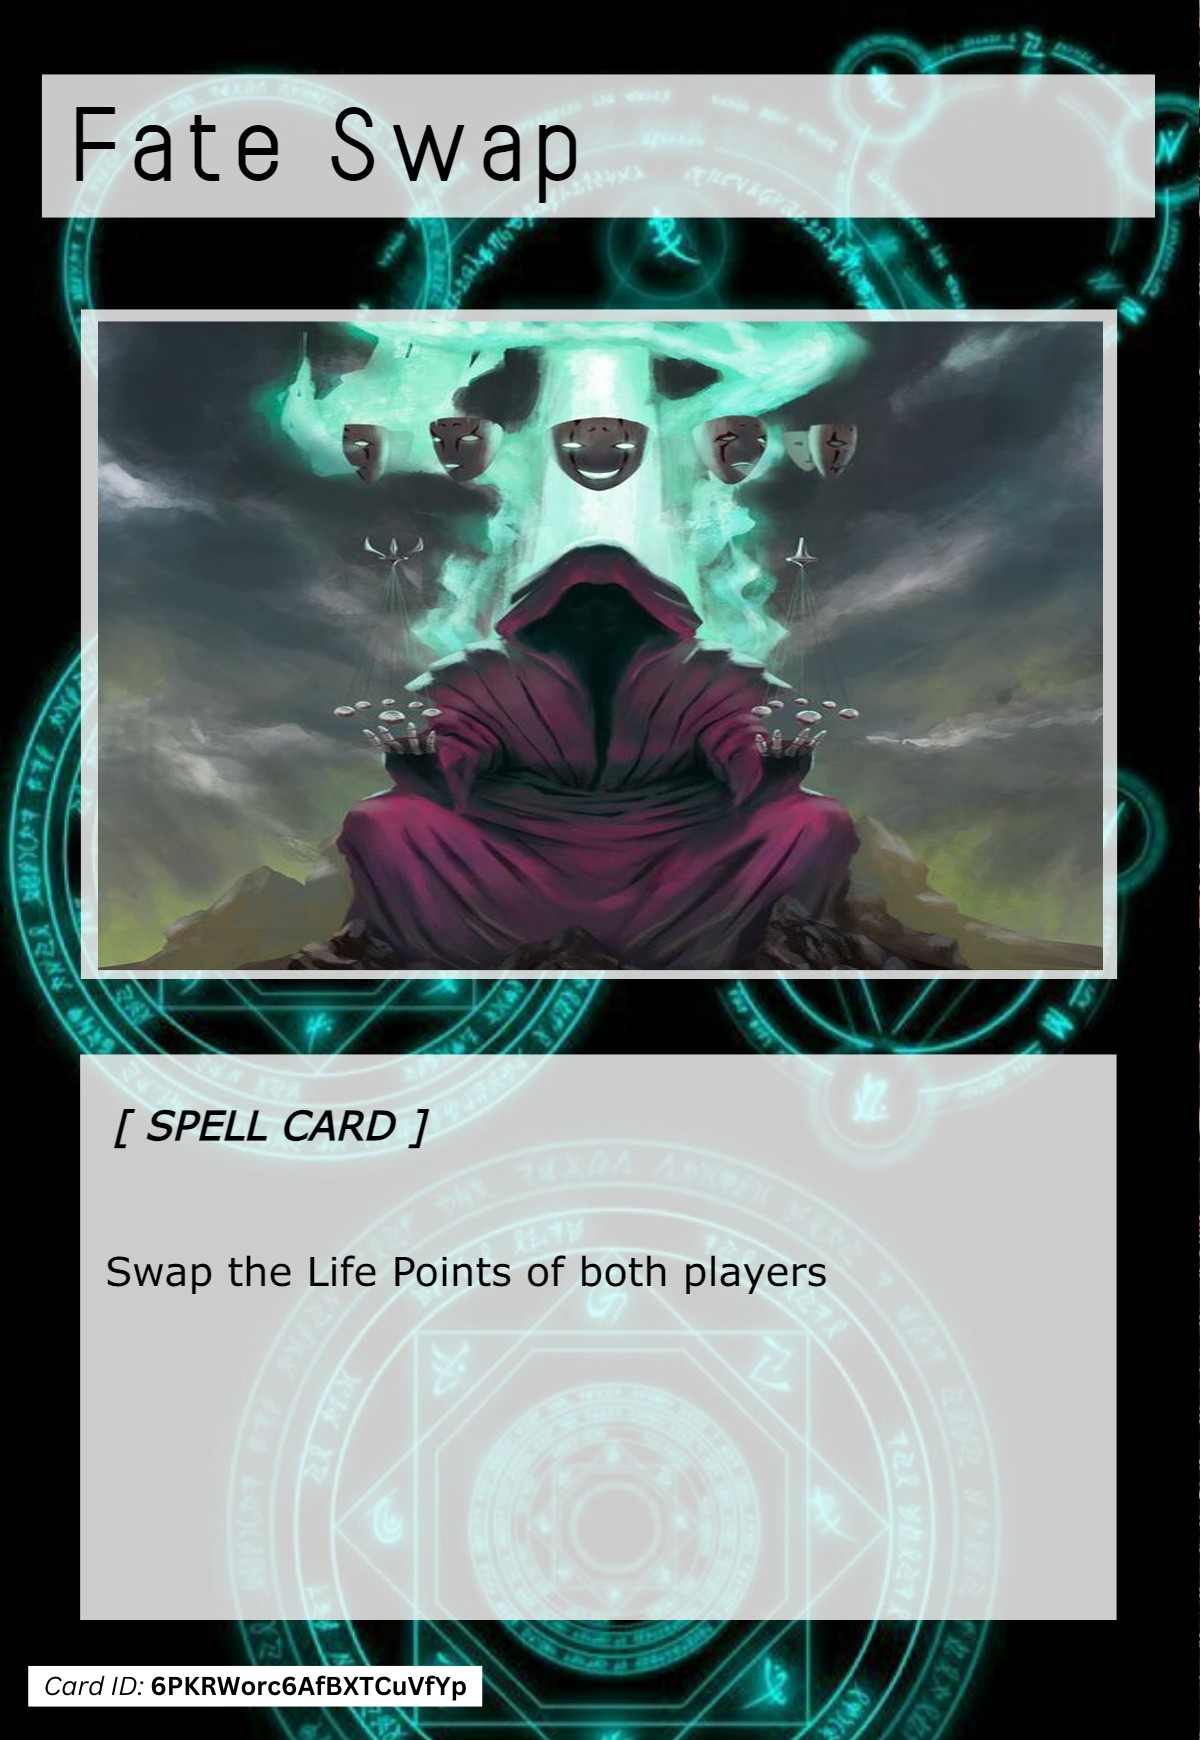 Fate Swap
[ SPELL CARD ]
Swap the Life Points of both players
Card ID: 6PKRWorc6AfBXTCuVfYp